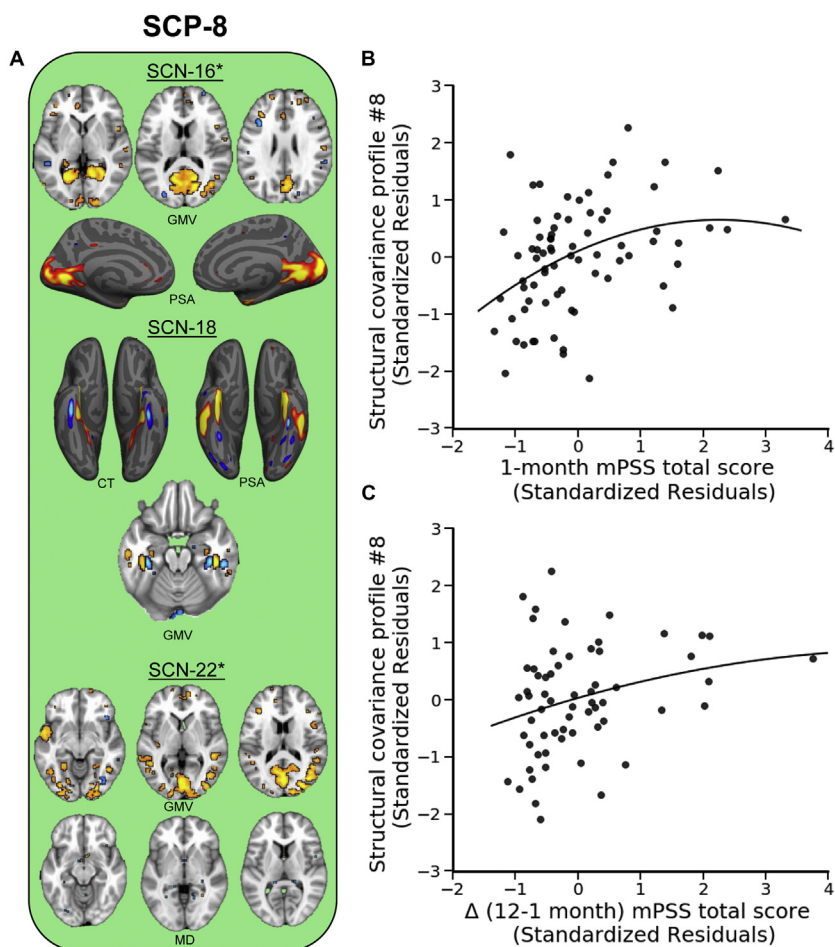 SCP-8
A
SCN-16*
GMV
PSA
SCN-18
CT
PSA
GMV
SCN-22*
GMV
MD
B
Structural covariance profile #8
(Standardized Residuals)
3
2
1
0
−1
−2
−3
−2 −1 0 1 2 3 4
1-month mPSS total score
(Standardized Residuals)
C
Structural covariance profile #8
(Standardized Residuals)
3
2
1
0
−1
−2
−3
−2 −1 0 1 2 3 4
Δ (12-1 month) mPSS total score
(Standardized Residuals)